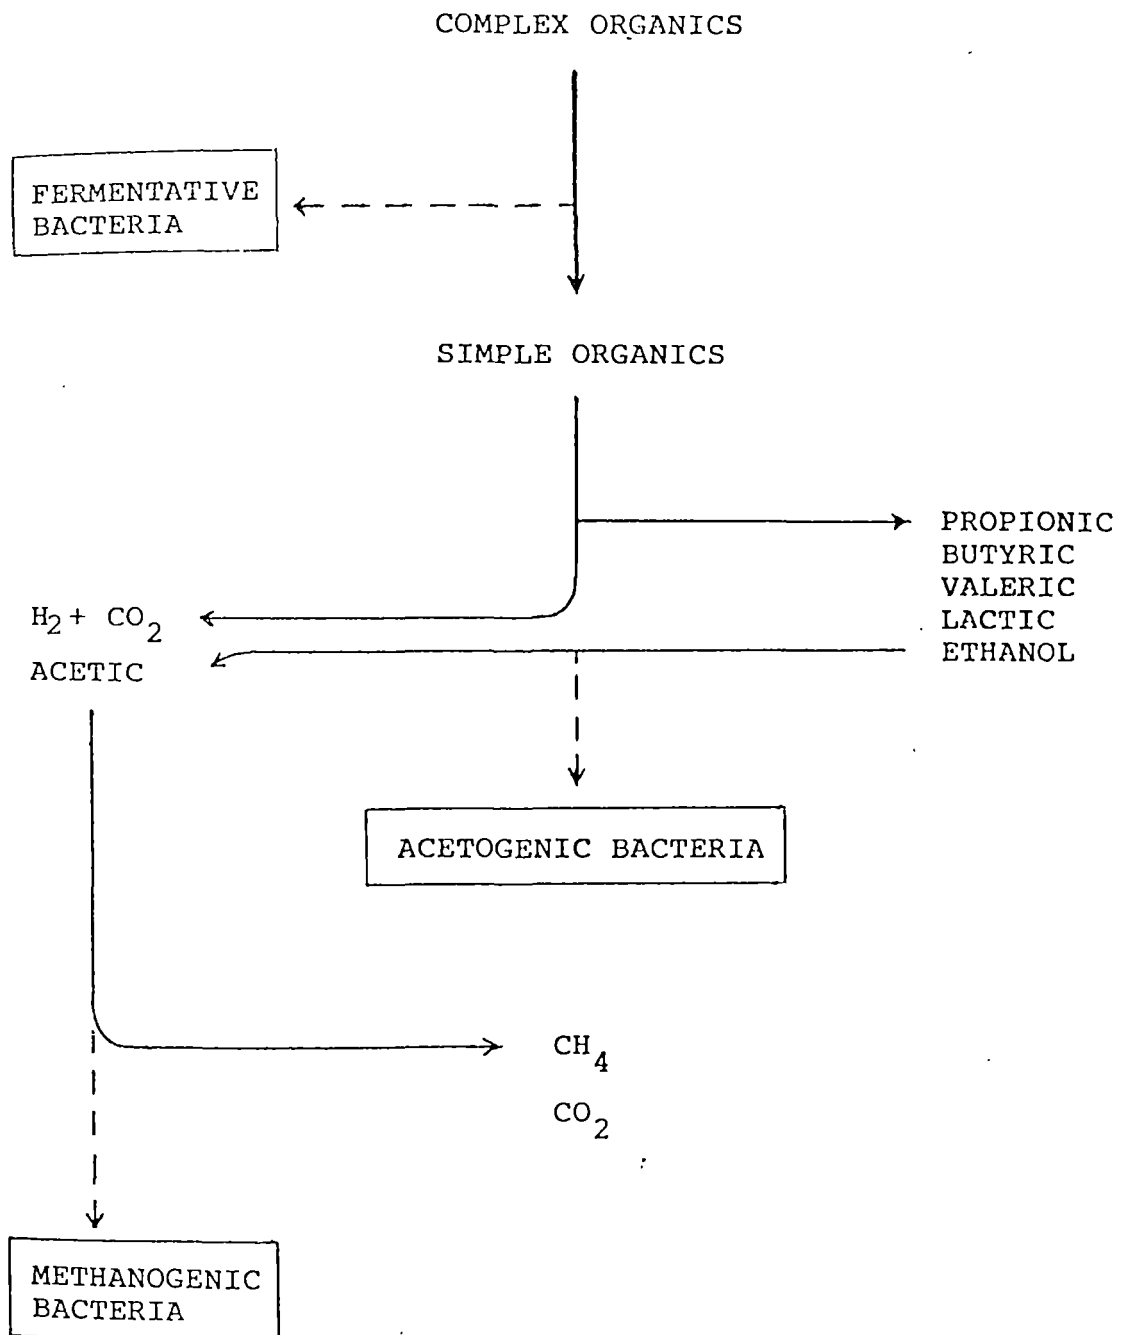 COMPLEX ORGANICS
FERMENTATIVE
BACTERIA
SIMPLE ORGANICS
PROPIONIC
BUTYRIC
VALERIC
LACTIC
ETHANOL
H2 + CO2
ACETIC
ACETOGENIC BACTERIA
CH4
CO2
METHANOGENIC
BACTERIA